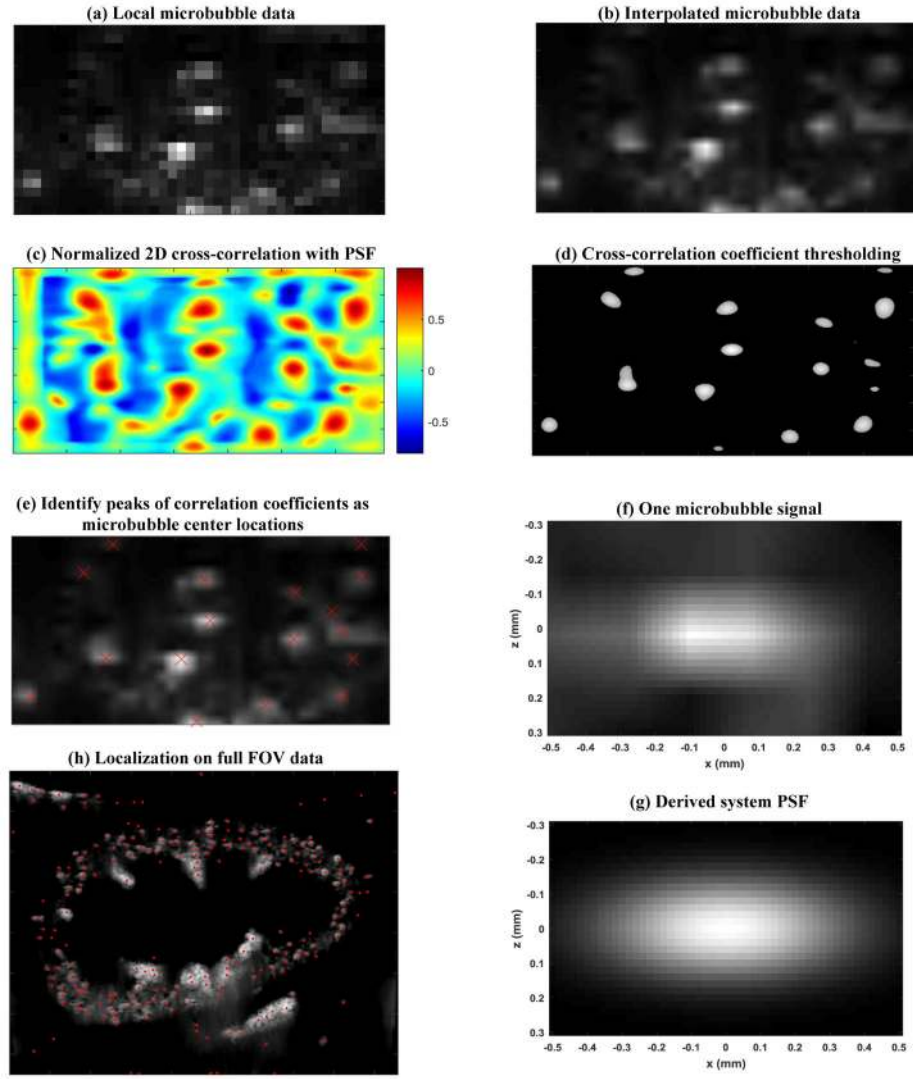 (a) Local microbubble data
(b) Interpolated microbubble data
(c) Normalized 2D cross-correlation with PSF
0.5
0
-0.5
(d) Cross-correlation coefficient thresholding
(e) Identify peaks of correlation coefficients as
microbubble center locations
(f) One microbubble signal
-0.3
-0.2
-0.1
0
0.1
0.2
0.3
z (mm)
-0.5 -0.4 -0.3 -0.2 -0.1 0 0.1 0.2 0.3 0.4 0.5
x (mm)
(h) Localization on full FOV data
(g) Derived system PSF
-0.3
-0.2
-0.1
0
0.1
0.2
0.3
z (mm)
-0.5 -0.4 -0.3 -0.2 -0.1 0 0.1 0.2 0.3 0.4 0.5
x (mm)